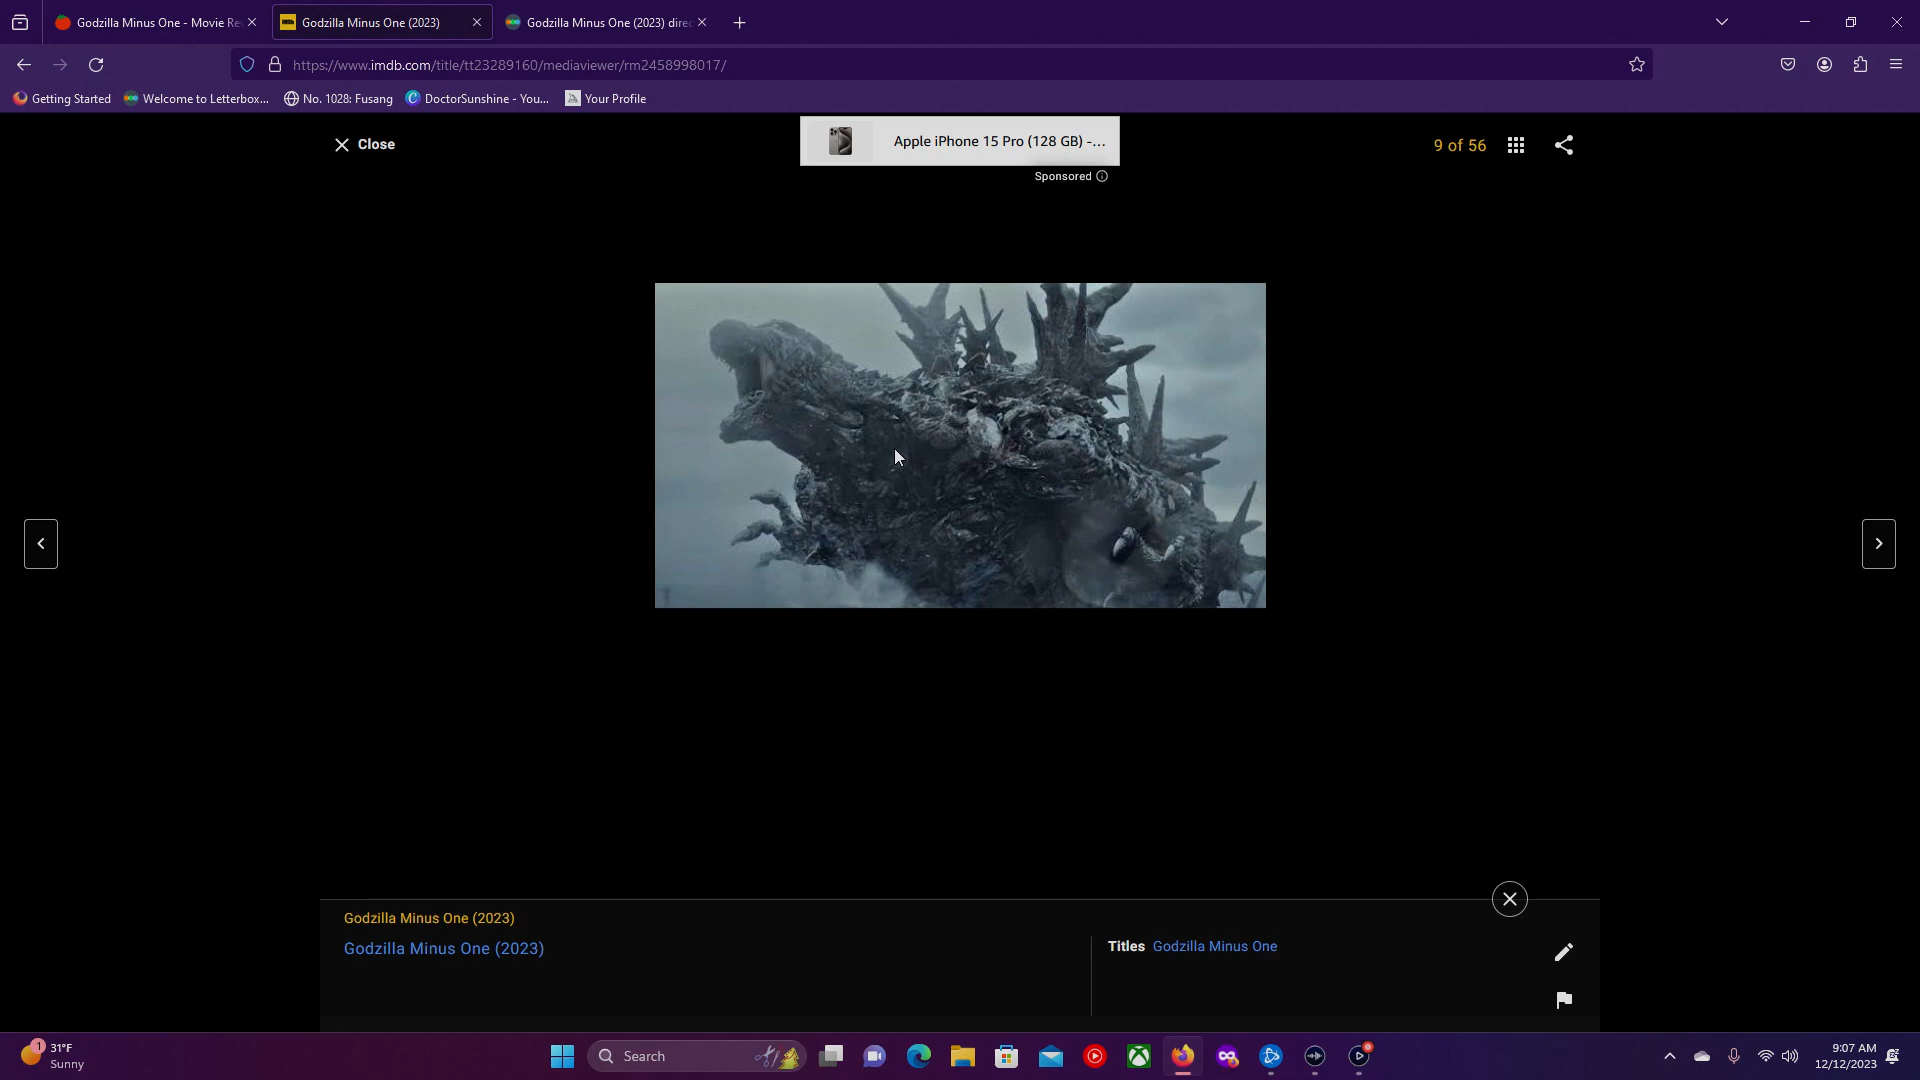 Godzilla Minus One - Movie Re
Godzilla Minus One (2023)
Godzilla Minus One (2023) direc
https://www.imdb.com/title/tt23289160/mediaviewer/rm2458998017/
Getting Started
Welcome to Letterbox...
No. 1028: Fusang
DoctorSunshine - You...
Your Profile
Close
Apple iPhone 15 Pro (128 GB) -...
9 of 56
Sponsored
Godzilla Minus One (2023)
Godzilla Minus One (2023)
Titles Godzilla Minus One
1
31°F
Sunny
Search
9:07 AM
12/12/2023